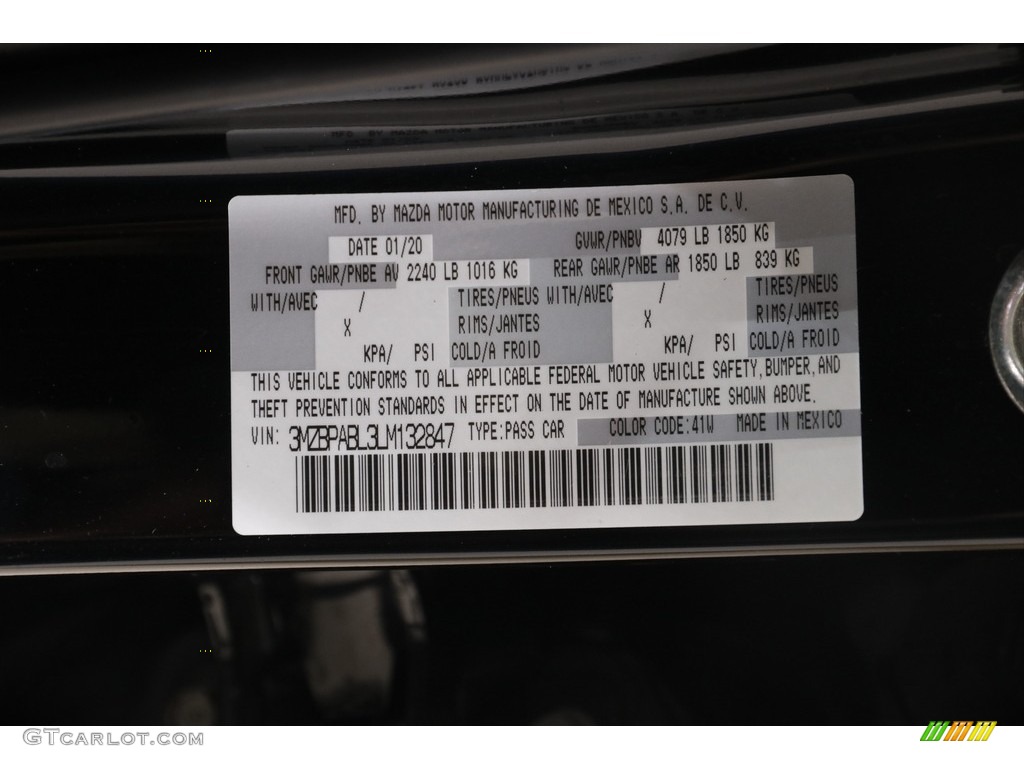 MFD. BY MAZDA MOTOR MANUFACTURING DE MEXICO S.A. DE C.V.
DATE 01/20 GVWR/PNBV 4079 LB 1850 KG
FRONT GAWR/PNBE AV 2240 LB 1016 KG REAR GAWR/PNBE AR 1850 LB 839 KG
WITH/AVEC / TIRES/PNEUS WITH/AVEC / TIRES/PNEUS
X RIMS/JANTES X RIMS/JANTES
KPA/ PSI COLD/A FROID KPA/ PSI COLD/A FROID
THIS VEHICLE CONFORMS TO ALL APPLICABLE FEDERAL MOTOR VEHICLE SAFETY, BUMPER, AND
THEFT PREVENTION STANDARDS IN EFFECT ON THE DATE OF MANUFACTURE SHOWN ABOVE.
VIN: 3MZBPABL3LM132847 TYPE:PASS CAR COLOR CODE:41W MADE IN MEXICO
GTCarlot.com